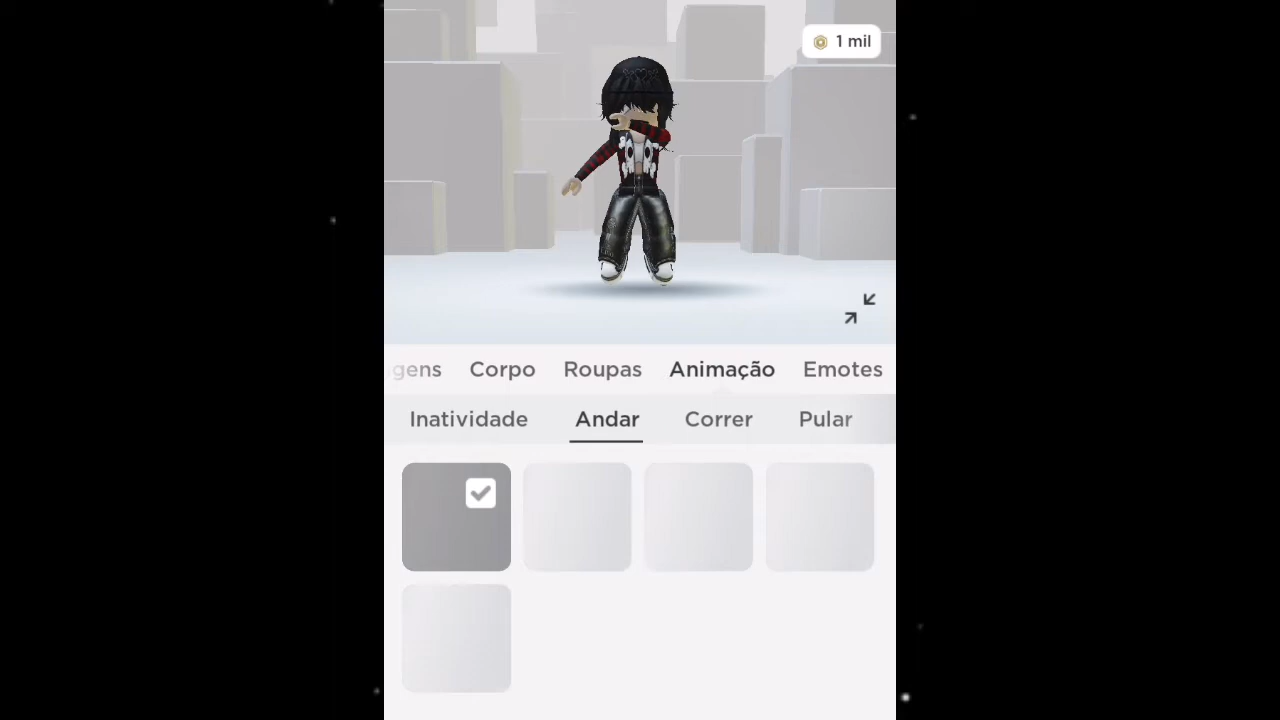 1 mil
gens Corpo Roupas Animação Emotes
Inatividade Andar Correr Pular